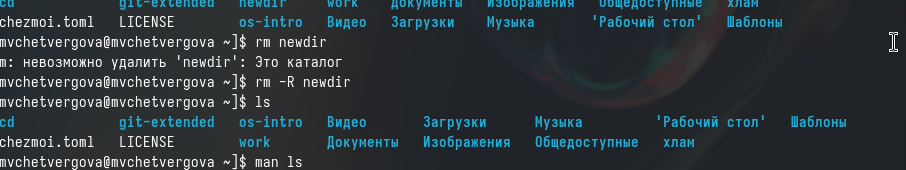 cd git-extended newdir work Документы Изображения Общедоступные хлам
chezmoi.toml LICENSE os-intro Видео Загрузки Музыка 'Рабочий стол' Шаблоны
mvchetvergova@mvchetvergova ~]$ rm newdir
m: невозможно удалить 'newdir': Это каталог
mvchetvergova@mvchetvergova ~]$ rm -R newdir
mvchetvergova@mvchetvergova ~]$ ls
cd git-extended os-intro Видео Загрузки Музыка 'Рабочий стол' Шаблоны
chezmoi.toml LICENSE work Документы Изображения Общедоступные хлам
mvchetvergova@mvchetvergova ~]$ man ls